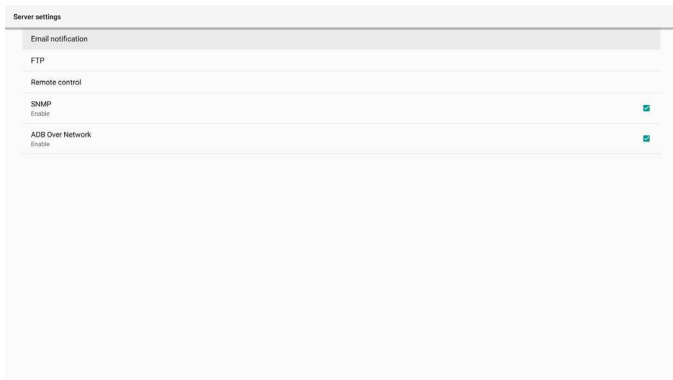 Server settings
Email notification
FTP
Remote control
SNMP
Enable
ADB Over Network
Enable